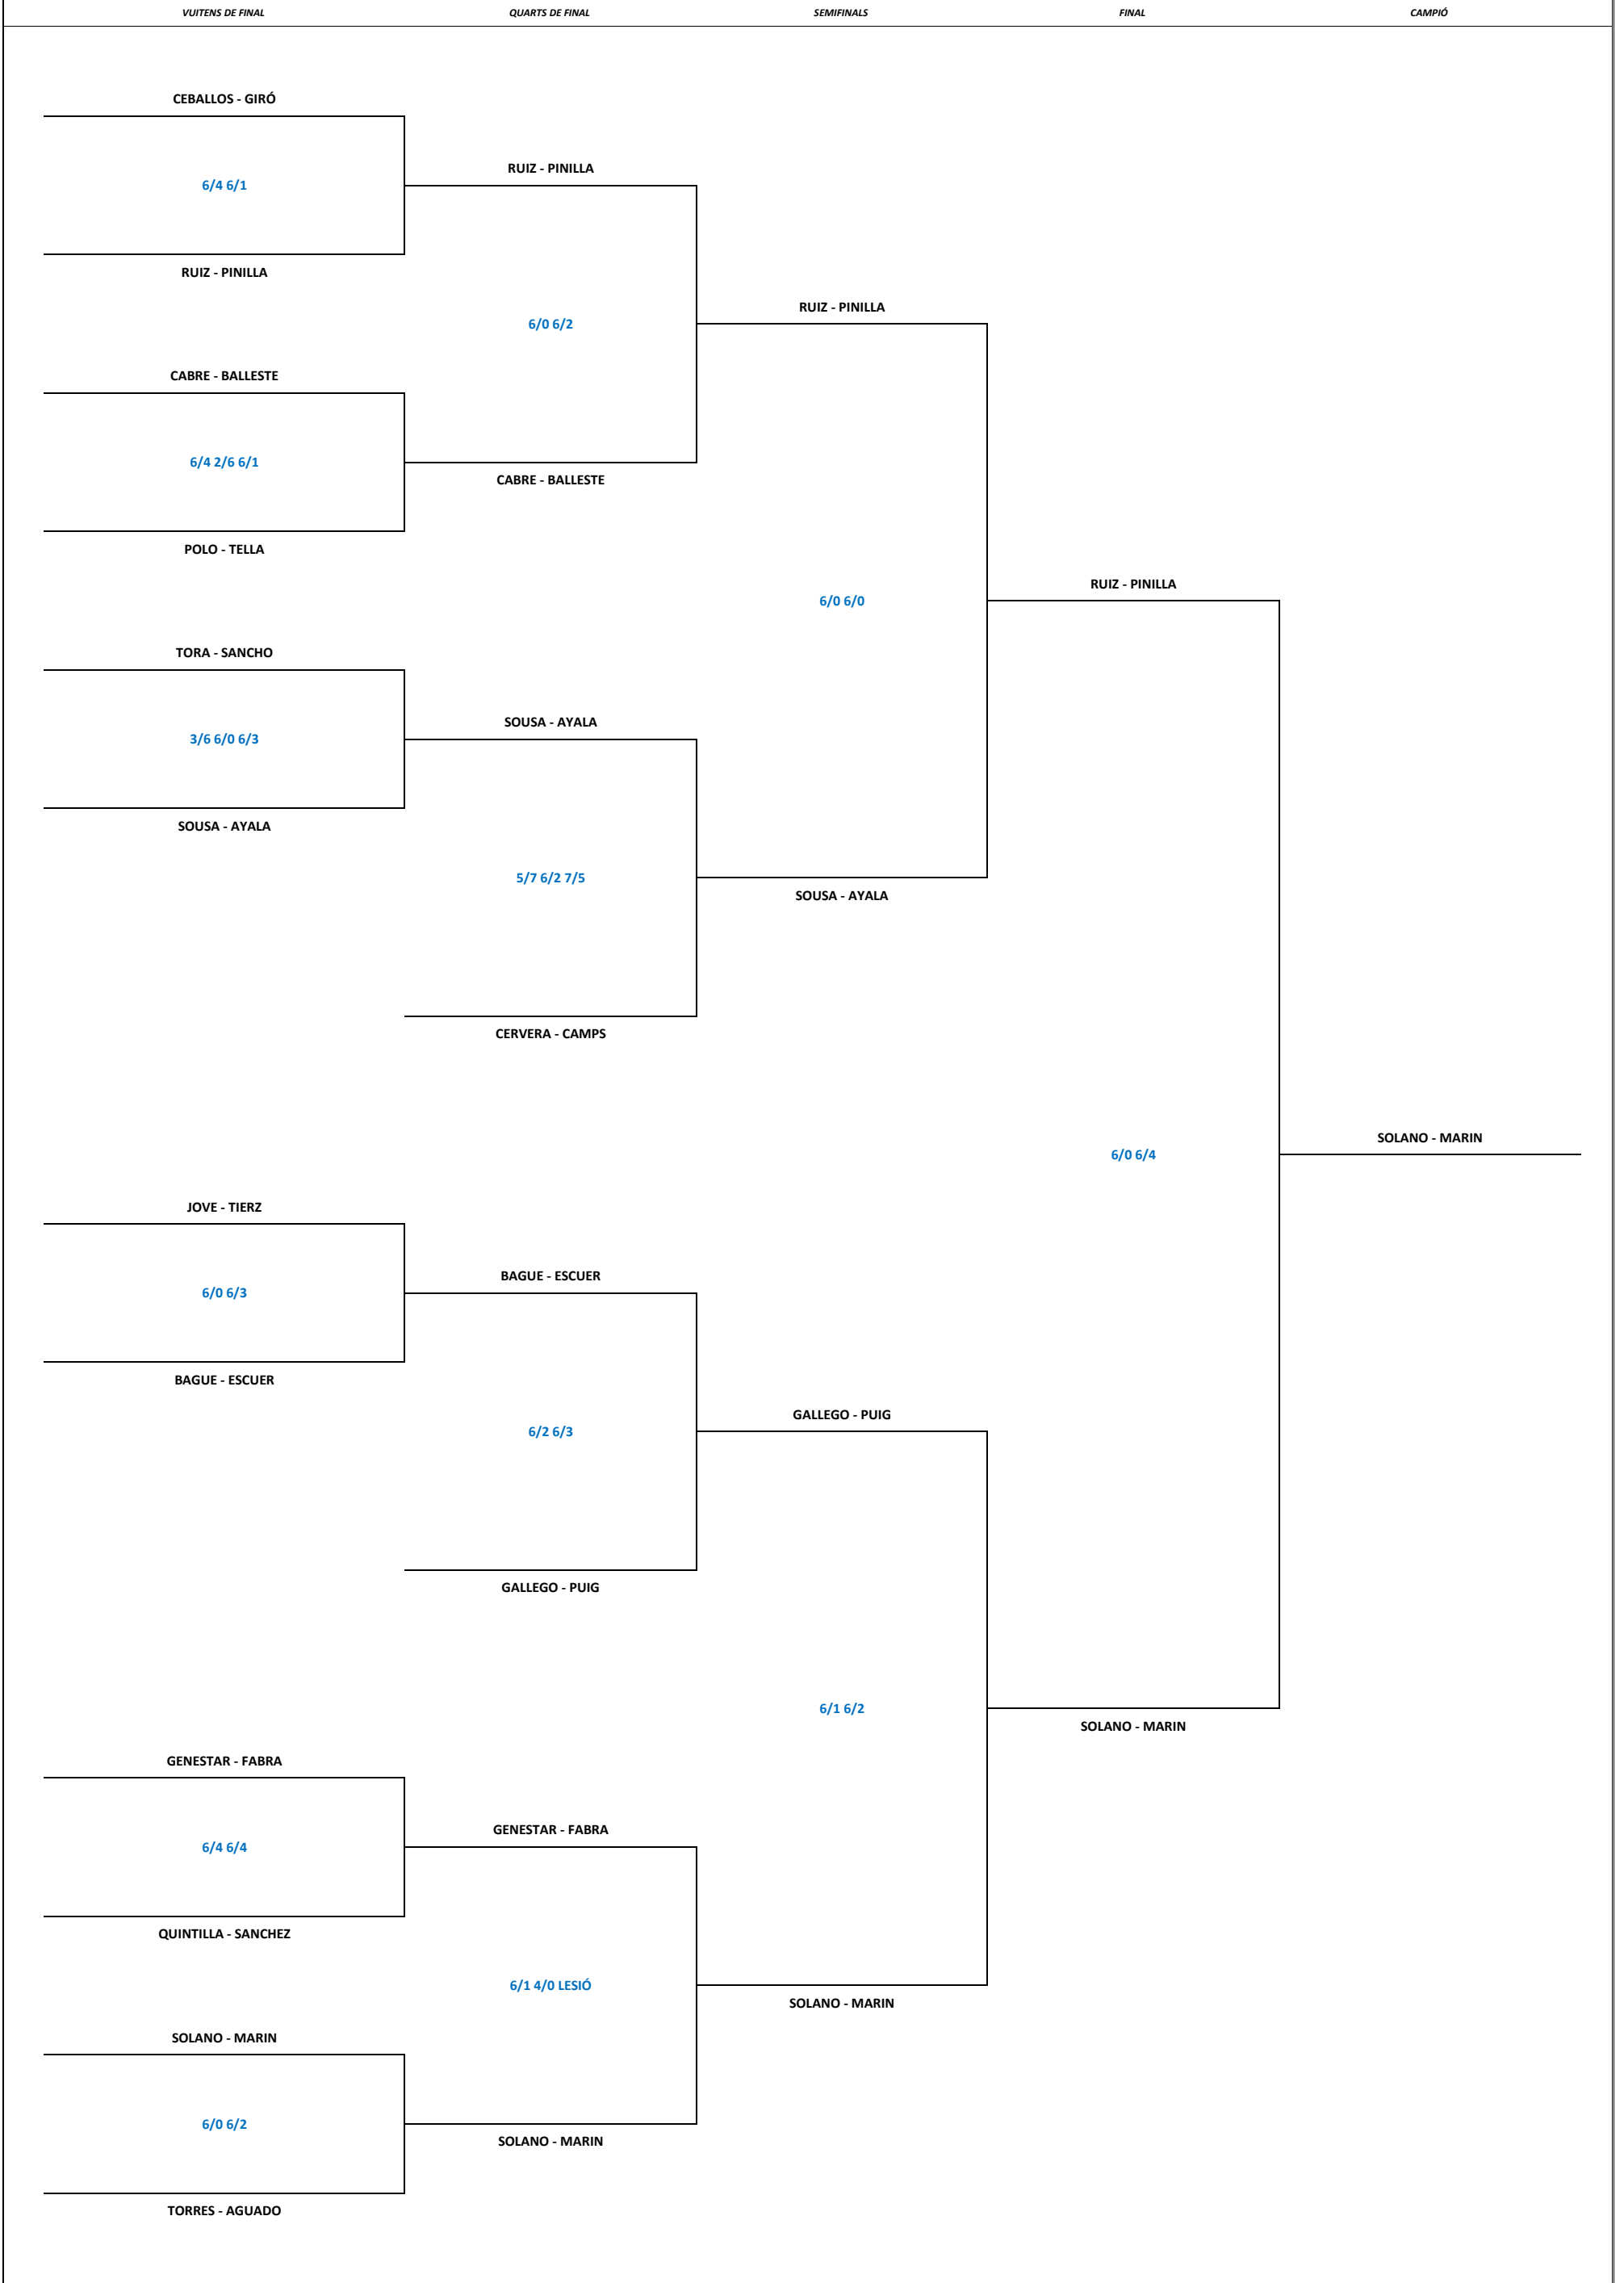 VUITENS DE FINAL QUARTS DE FINAL SEMIFINALS FINAL CAMPIÓ
CEBALLOS - GIRÓ
RUIZ - PINILLA
6/4 6/1
RUIZ - PINILLA
RUIZ - PINILLA
6/0 6/2
CABRE - BALLESTE
6/4 2/6 6/1
CABRE - BALLESTE
POLO - TELLA
RUIZ - PINILLA
6/0 6/0
TORA - SANCHO
SOUSA - AYALA
3/6 6/0 6/3
SOUSA - AYALA
5/7 6/2 7/5
SOUSA - AYALA
CERVERA - CAMPS
SOLANO - MARIN
6/0 6/4
JOVE - TIERZ
BAGUE - ESCUER
6/0 6/3
BAGUE - ESCUER
GALLEGO - PUIG
6/2 6/3
GALLEGO - PUIG
6/1 6/2
SOLANO - MARIN
GENESTAR - FABRA
GENESTAR - FABRA
6/4 6/4
QUINTILLA - SANCHEZ
6/1 4/0 LESIÓ
SOLANO - MARIN
SOLANO - MARIN
6/0 6/2
SOLANO - MARIN
TORRES - AGUADO